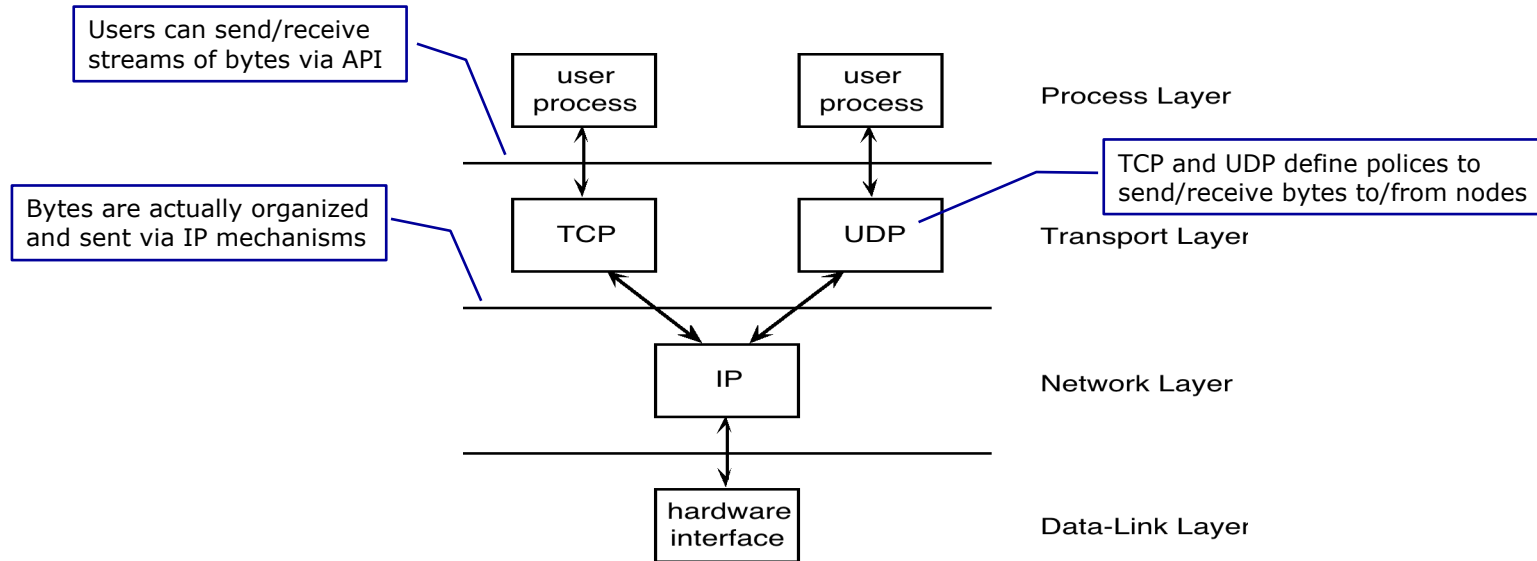 Users can send/receive
streams of bytes via API
user
process
user
process
Process Layer
TCP and UDP define polices to
send/receive bytes to/from nodes
Bytes are actually organized
and sent via IP mechanisms
TCP
UDP
Transport Layer
IP
Network Layer
hardware
interface
Data-Link Layer